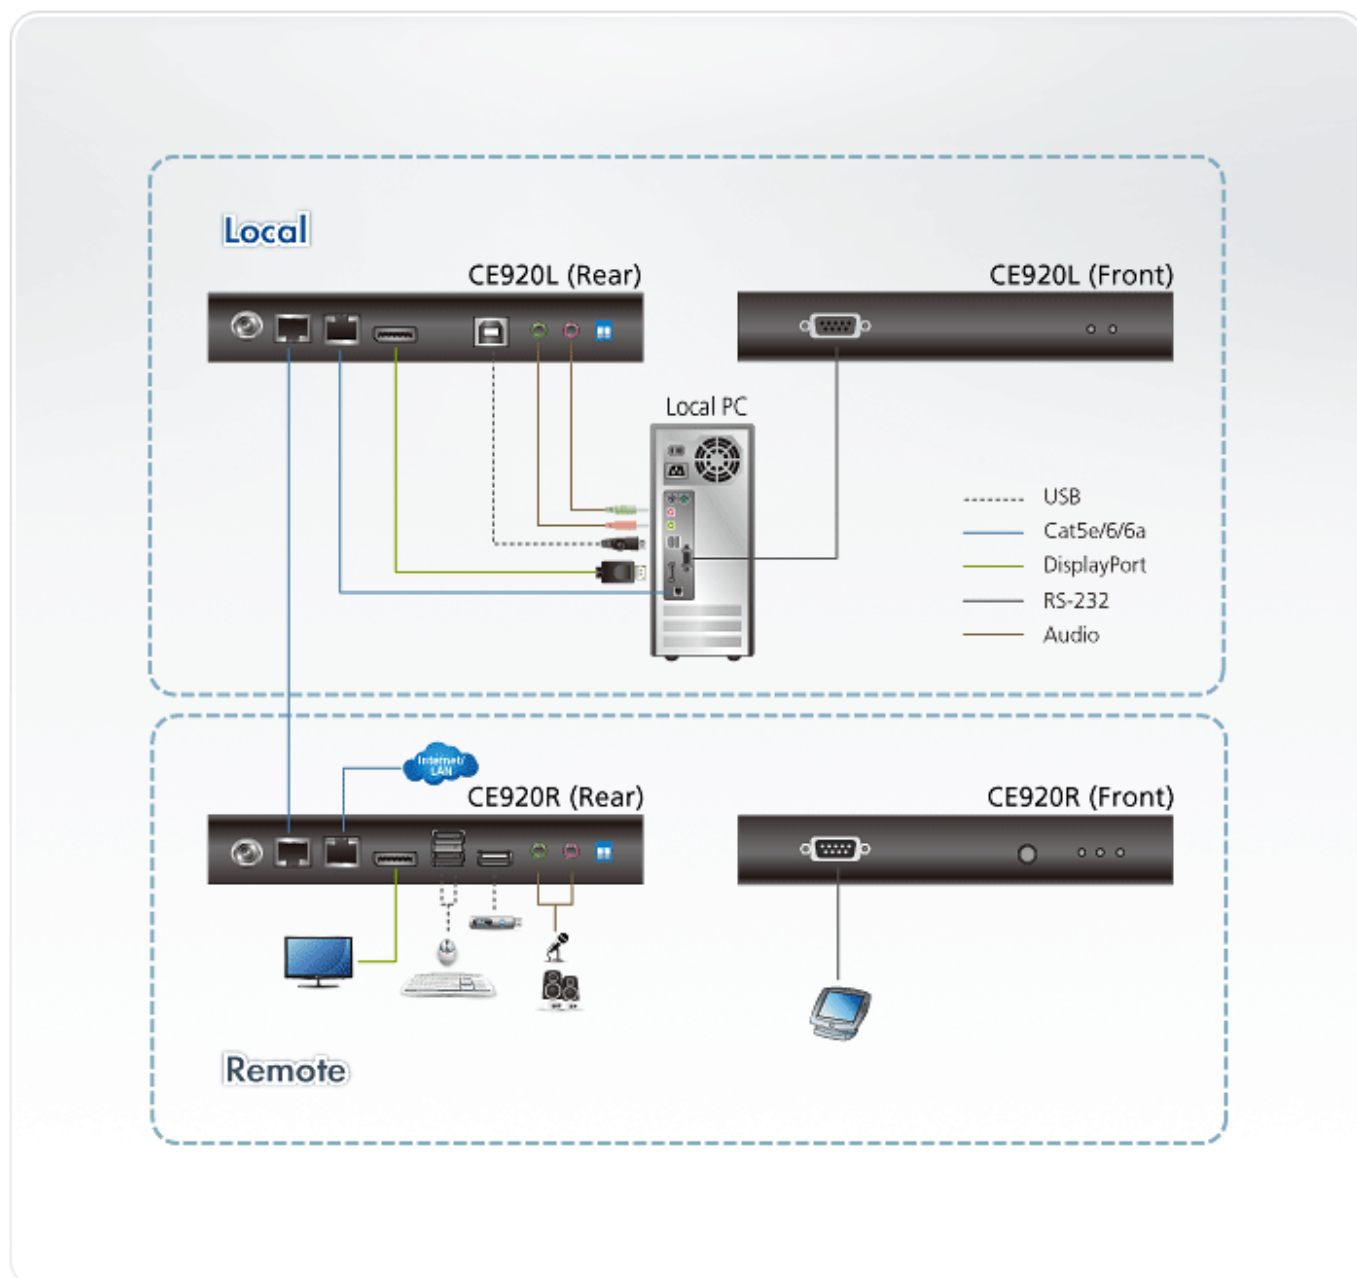 Local
CE920L (Rear)
CE920L (Front)
Local PC
USB
Cat5e/6/6a
DisplayPort
RS-232
Audio
Internet/
LAN
CE920R (Rear)
CE920R (Front)
Remote